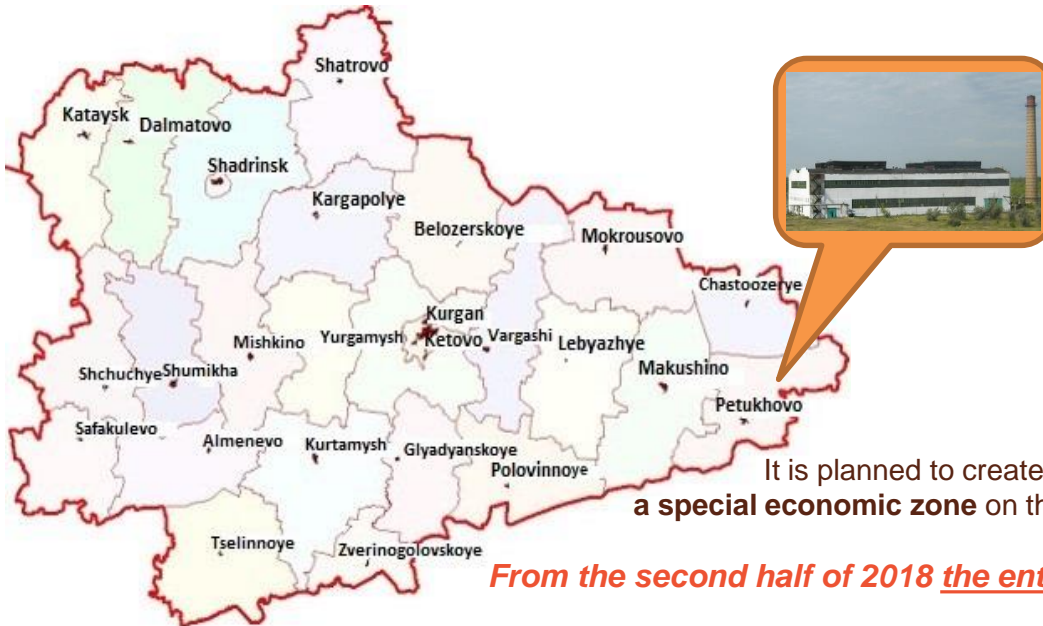 Shatrovo
Kataysk
Dalmatovo
Shadrinsk
Kargapolye
Belozerskoye
Mokrousovo
Chastoozerye
Kurgan
Yurgamysh
Ketovo
Vargashi
Mishkino
Lebyazhye
Makushino
Shchuchye
Shumikha
Petukhovo
Safakulevo
Almenevo
Kurtamysh
Glyadyanskoye
Polovinnoye
It is planned to create
a special economic zone on th
Tselinnoye
Zverinogolovskoye
From the second half of 2018 the ent